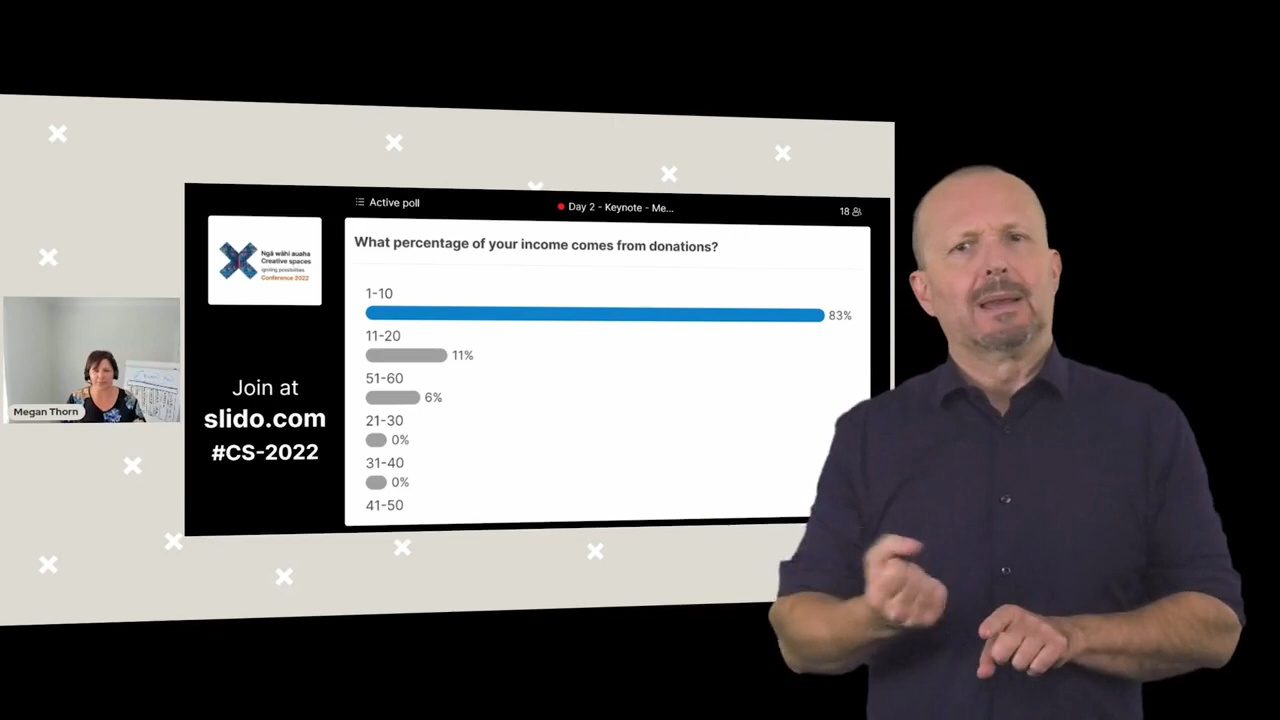 Active poll
Day 2 - Keynote - Me...
18
Ngā wāhi auaha
Creative spaces
igniting possibilities
Conference 2022
What percentage of your income comes from donations?
1-10
83%
11-20
11%
51-60
6%
21-30
0%
31-40
0%
41-50
Join at
slido.com
#CS-2022
Megan Thorn